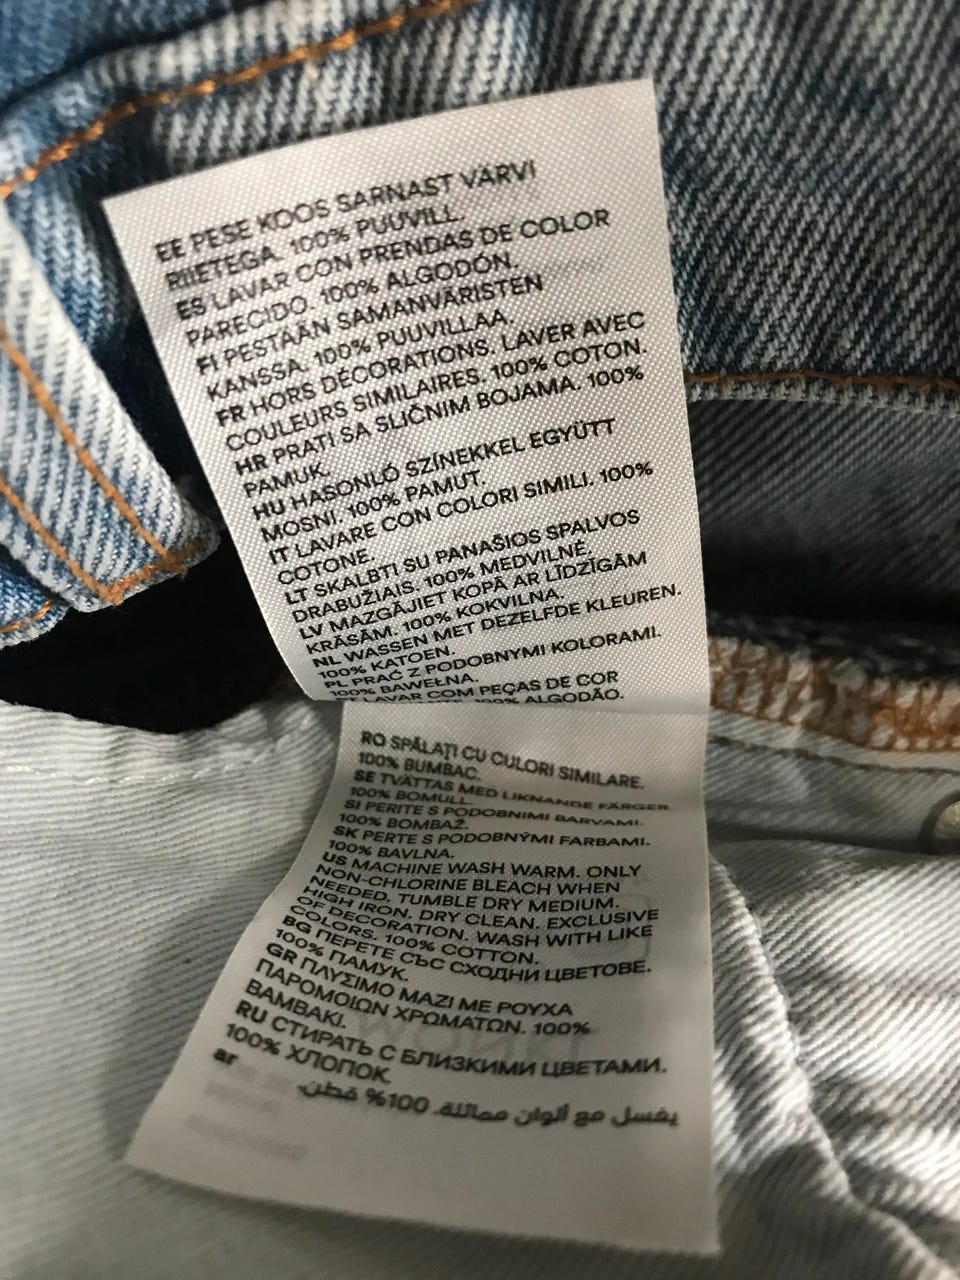 EE PESE KOOS SARNAST VÄRVI
RIIETEGA. 100% PUUVILL.
ES LAVAR CON PRENDAS DE COLOR
PARECIDO. 100% ALGODÓN.
FI PESTÄÄN SAMANVÄRISTEN
KANSSA. 100% PUUVILLAA.
FR HORS DÉCORATIONS. LAVER AVEC
COULEURS SIMILAIRES. 100% COTON.
HR PRATI SA SLIČNIM BOJAMA. 100%
PAMUK.
HU HASONLÓ SZÍNEKKEL EGYÜTT
MOSNI. 100% PAMUT.
IT LAVARE CON COLORI SIMILI. 100%
COTONE.
LT SKALBTI SU PANAŠIOS SPALVOS
DRABUŽIAIS. 100% MEDVILNĖ.
LV MAZGĀJIET KOPĀ AR LĪDZĪGĀM
KRĀSĀM. 100% KOKVILNA.
NL WASSEN MET DEZELFDE KLEUREN.
100% KATOEN.
PL PRAĆ Z PODOBNYMI KOLORAMI.
100% BAWEŁNA.
LAVAR COM PEÇAS DE COR
100% ALGODÃO.
RO SPĂLAŢI CU CULORI SIMILARE.
100% BUMBAC.
SE TVÄTTAS MED LIKNANDE FÄRGER.
100% BOMULL.
SI PERITE S PODOBNIMI BARVAMI.
100% BOMBAŽ.
SK PERTE S PODOBNÝMI FARBAMI.
100% BAVLNA.
US MACHINE WASH WARM. ONLY
NON-CHLORINE BLEACH WHEN
NEEDED. TUMBLE DRY MEDIUM.
HIGH IRON. DRY CLEAN. EXCLUSIVE
OF DECORATION. WASH WITH LIKE
COLORS. 100% COTTON.
BG ПЕРЕТЕ СЪС СХОДНИ ЦВЕТОВЕ.
100% ПАМУК.
GR ΠΛΥΣΙΜΟ ΜΑΖΙ ΜΕ ΡΟΥΧΑ
ΠΑΡΟΜΟΙΩΝ ΧΡΩΜΑΤΩΝ. 100%
ΒΑΜΒΑΚΙ.
RU СТИРАТЬ С БЛИЗКИМИ ЦВЕТАМИ.
100% ХЛОПОК.
ar
يغسل مع ألوان مماثلة. 100% قطن.